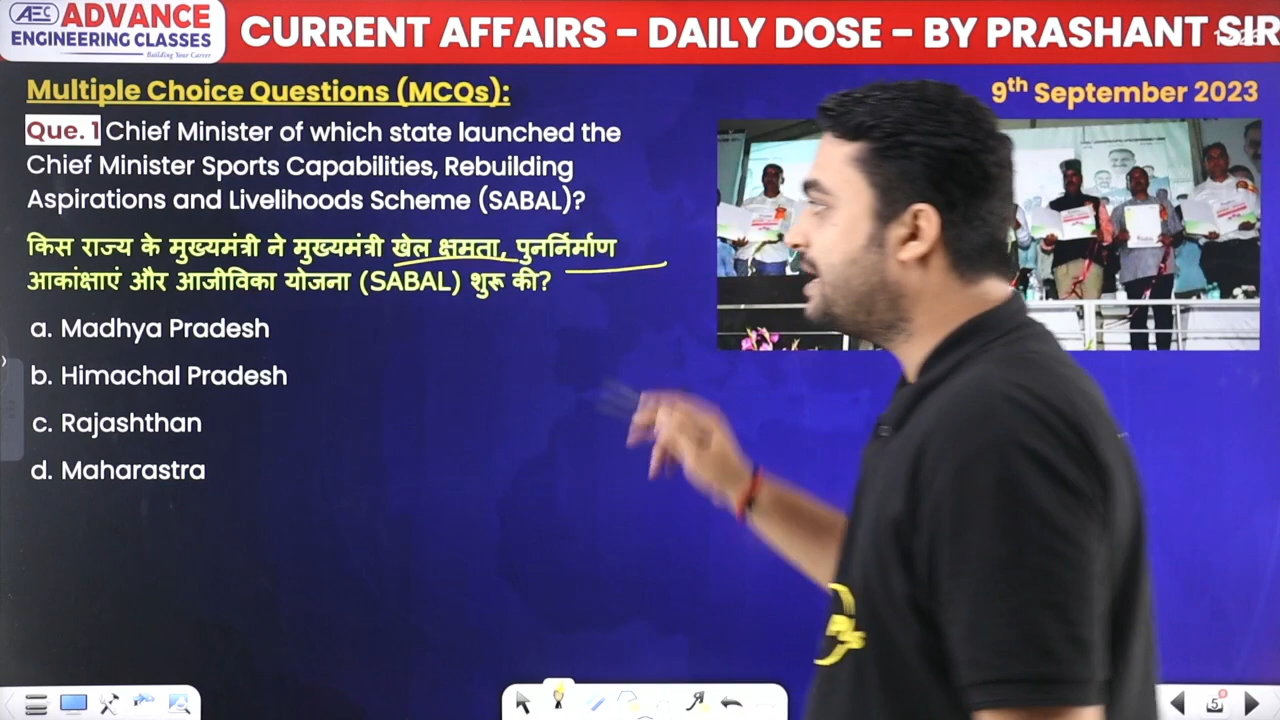 AEC ADVANCE
ENGINEERING CLASSES
Building Your Career
CURRENT AFFAIRS - DAILY DOSE - BY PRASHANT SIR
Multiple Choice Questions (MCQs):
9th September 2023
Que. 1 Chief Minister of which state launched the
Chief Minister Sports Capabilities, Rebuilding
Aspirations and Livelihoods Scheme (SABAL)?
किस राज्य के मुख्यमंत्री ने मुख्यमंत्री खेल क्षमता, पुनर्निर्माण
आकांक्षाएं और आजीविका योजना (SABAL) शुरू की?
a. Madhya Pradesh
b. Himachal Pradesh
c. Rajashthan
d. Maharastra